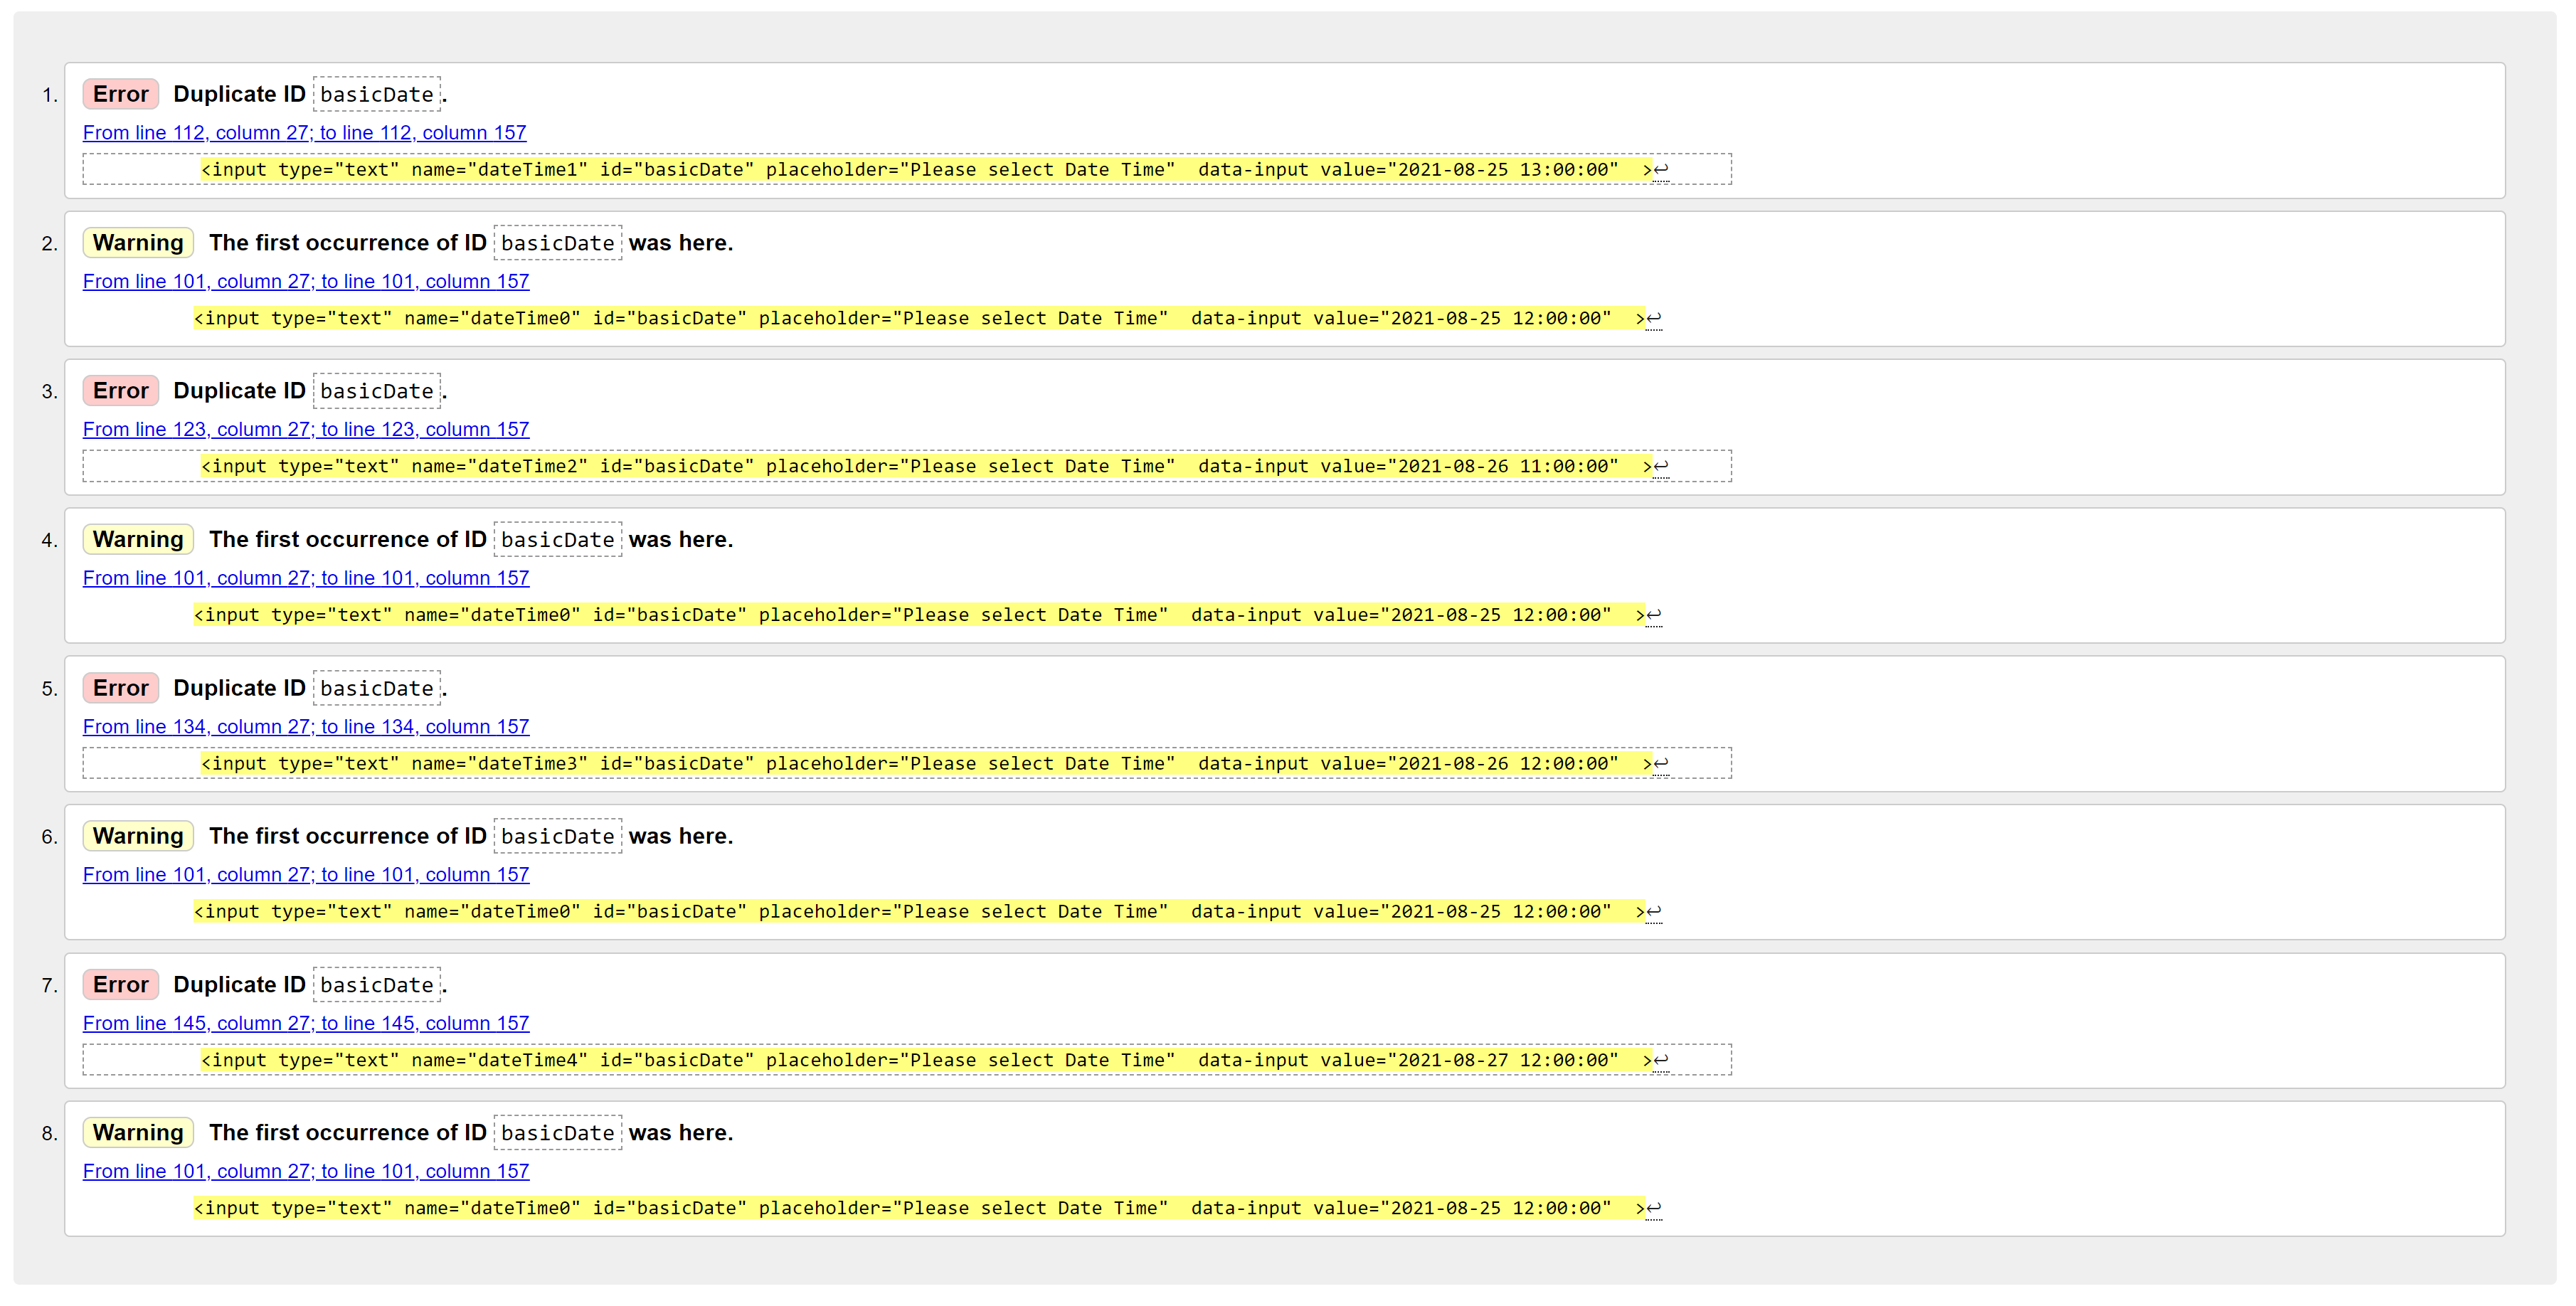 1. Error Duplicate ID basicDate.
From line 112, column 27; to line 112, column 157
<input type="text" name="dateTime1" id="basicDate" placeholder="Please select Date Time"  data-input value="2021-08-25 13:00:00"  >↩
2. Warning The first occurrence of ID basicDate was here.
From line 101, column 27; to line 101, column 157
<input type="text" name="dateTime0" id="basicDate" placeholder="Please select Date Time"  data-input value="2021-08-25 12:00:00"  >↩
3. Error Duplicate ID basicDate.
From line 123, column 27; to line 123, column 157
<input type="text" name="dateTime2" id="basicDate" placeholder="Please select Date Time"  data-input value="2021-08-26 11:00:00"  >↩
4. Warning The first occurrence of ID basicDate was here.
From line 101, column 27; to line 101, column 157
<input type="text" name="dateTime0" id="basicDate" placeholder="Please select Date Time"  data-input value="2021-08-25 12:00:00"  >↩
5. Error Duplicate ID basicDate.
From line 134, column 27; to line 134, column 157
<input type="text" name="dateTime3" id="basicDate" placeholder="Please select Date Time"  data-input value="2021-08-26 12:00:00"  >↩
6. Warning The first occurrence of ID basicDate was here.
From line 101, column 27; to line 101, column 157
<input type="text" name="dateTime0" id="basicDate" placeholder="Please select Date Time"  data-input value="2021-08-25 12:00:00"  >↩
7. Error Duplicate ID basicDate.
From line 145, column 27; to line 145, column 157
<input type="text" name="dateTime4" id="basicDate" placeholder="Please select Date Time"  data-input value="2021-08-27 12:00:00"  >↩
8. Warning The first occurrence of ID basicDate was here.
From line 101, column 27; to line 101, column 157
<input type="text" name="dateTime0" id="basicDate" placeholder="Please select Date Time"  data-input value="2021-08-25 12:00:00"  >↩